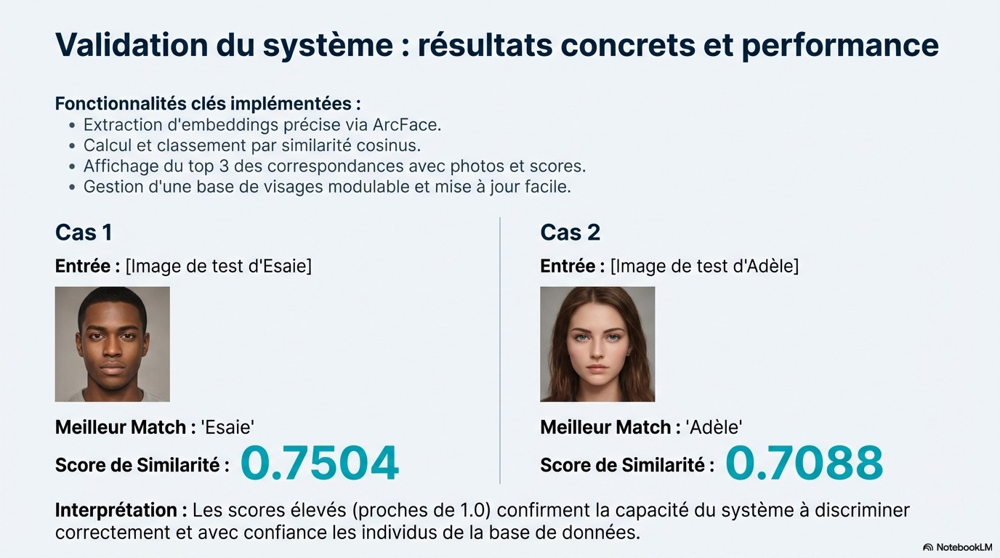 Validation du système : résultats concrets et performance
Fonctionnalités clés implémentées :
• Extraction d'embeddings précise via ArcFace.
• Calcul et classement par similarité cosinus.
• Affichage du top 3 des correspondances avec photos et scores.
• Gestion d'une base de visages modulable et mise à jour facile.
Cas 1
Entrée : [Image de test d'Esaie]
Meilleur Match : 'Esaie'
Score de Similarité : 0.7504
Cas 2
Entrée : [Image de test d'Adèle]
Meilleur Match : 'Adèle'
Score de Similarité : 0.7088
Interprétation : Les scores élevés (proches de 1.0) confirment la capacité du système à discriminer
correctement et avec confiance les individus de la base de données.
NotebookLM